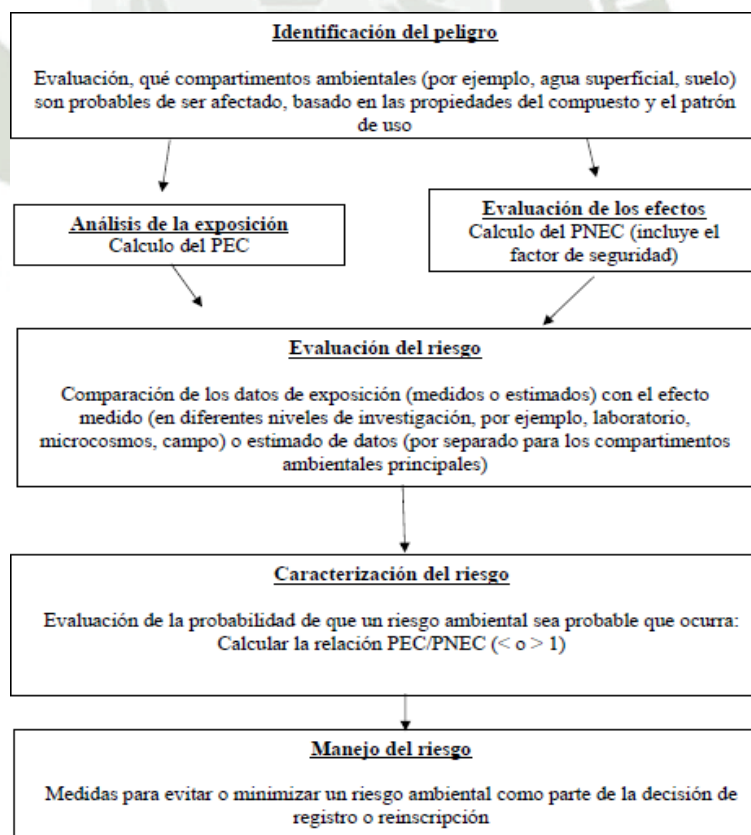 Identificación del peligro
Evaluación, qué compartimentos ambientales (por ejemplo, agua superficial, suelo)
son probables de ser afectado, basado en las propiedades del compuesto y el patrón
de uso
Análisis de la exposición
Calculo del PEC
Evaluación de los efectos
Calculo del PNEC (incluye el
factor de seguridad)
Evaluación del riesgo
Comparación de los datos de exposición (medidos o estimados) con el efecto
medido (en diferentes niveles de investigación, por ejemplo, laboratorio,
microcosmos, campo) o estimado de datos (por separado para los compartimentos
ambientales principales)
Caracterización del riesgo
Evaluación de la probabilidad de que un riesgo ambiental sea probable que ocurra:
Calcular la relación PEC/PNEC (< o > 1)
Manejo del riesgo
Medidas para evitar o minimizar un riesgo ambiental como parte de la decisión de
registro o reinscripción